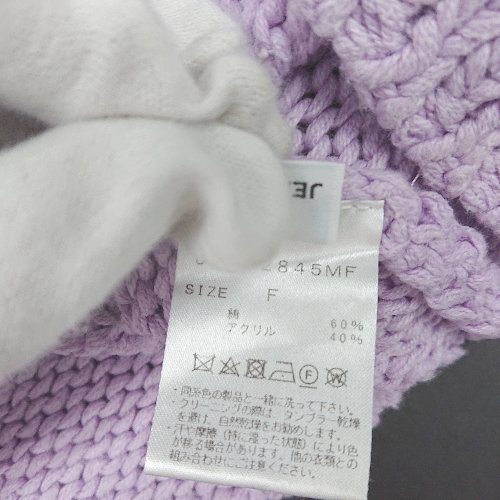 JE
2845MF
SIZE F
綿 60%
アクリル 40%
・同系色の製品と一緒に洗って下さい。
・クリーニングの際は、タンブラー乾燥
を避け、自然乾燥をお勧めします。
・汗や摩擦(特に湿った状態)により色
が移る場合があります。他の衣類との
組み合わせにご注意ください。